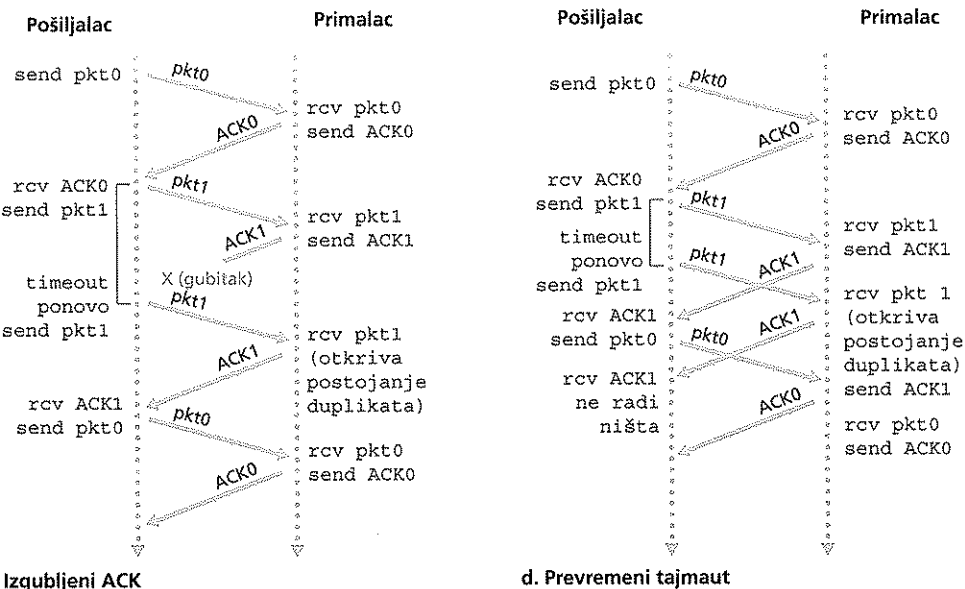 Pošiljalac
Primalac
send pkt0
pkt0
rcv pkt0
send ACK0
ACK0
rcv ACK0
send pkt1
pkt1
rcv pkt1
send ACK1
ACK1
X (gubitak)
timeout
ponovo
send pkt1
pkt1
rcv pkt1
(otkriva
postojanje
duplikata)
ACK1
rcv ACK1
send pkt0
pkt0
rcv pkt0
send ACK0
ACK0
Izgubljeni ACK
Pošiljalac
Primalac
send pkt0
pkt0
rcv pkt0
send ACK0
ACK0
rcv ACK0
send pkt1
pkt1
rcv pkt1
send ACK1
timeout
ponovo
send pkt1
pkt1
ACK1
rcv pkt 1
(otkriva
postojanje
duplikata)
send ACK1
rcv ACK1
send pkt0
pkt0
ACK1
rcv ACK1
ne radi
ništa
rcv pkt0
send ACK0
ACK0
d. Prevremeni tajmaut